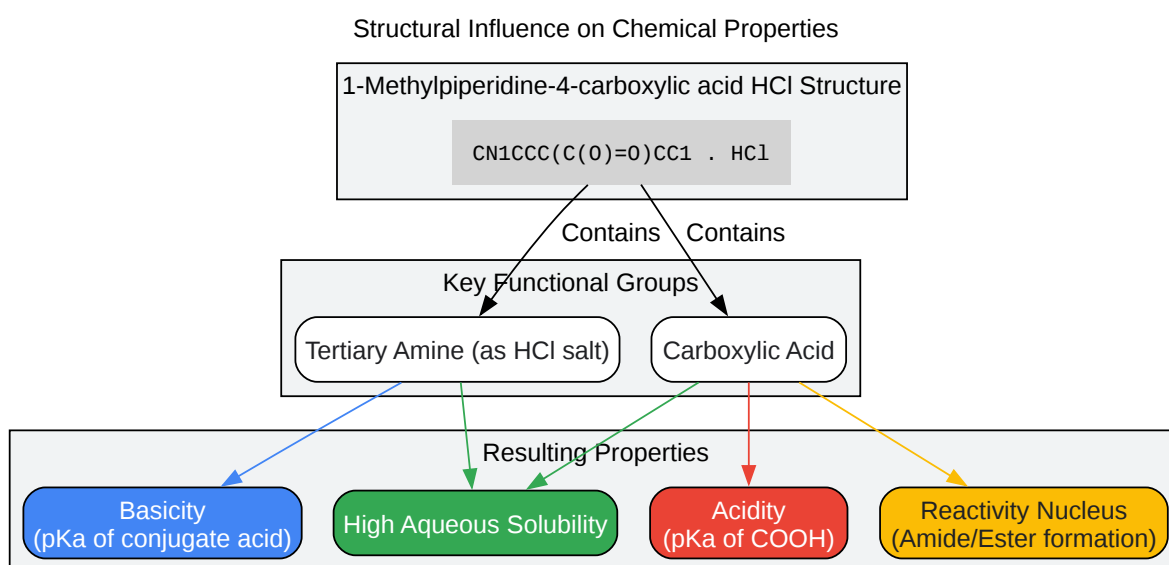 Structural Influence on Chemical Properties
1-Methylpiperidine-4-carboxylic acid HCl Structure
CN1CCC(C(O)=O)CC1 . HCl
Contains
Contains
Key Functional Groups
Tertiary Amine (as HCl salt)
Carboxylic Acid
Resulting Properties
Basicity
(pKa of conjugate acid)
High Aqueous Solubility
Acidity
(pKa of COOH)
Reactivity Nucleus
(Amide/Ester formation)